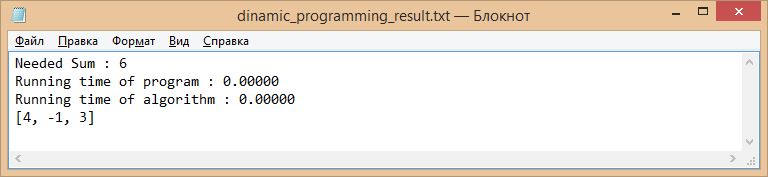 dinamic_programming_result.txt — Блокнот
Файл Правка Формат Вид Справка
Needed Sum : 6
Running time of program : 0.00000
Running time of algorithm : 0.00000
[4, -1, 3]